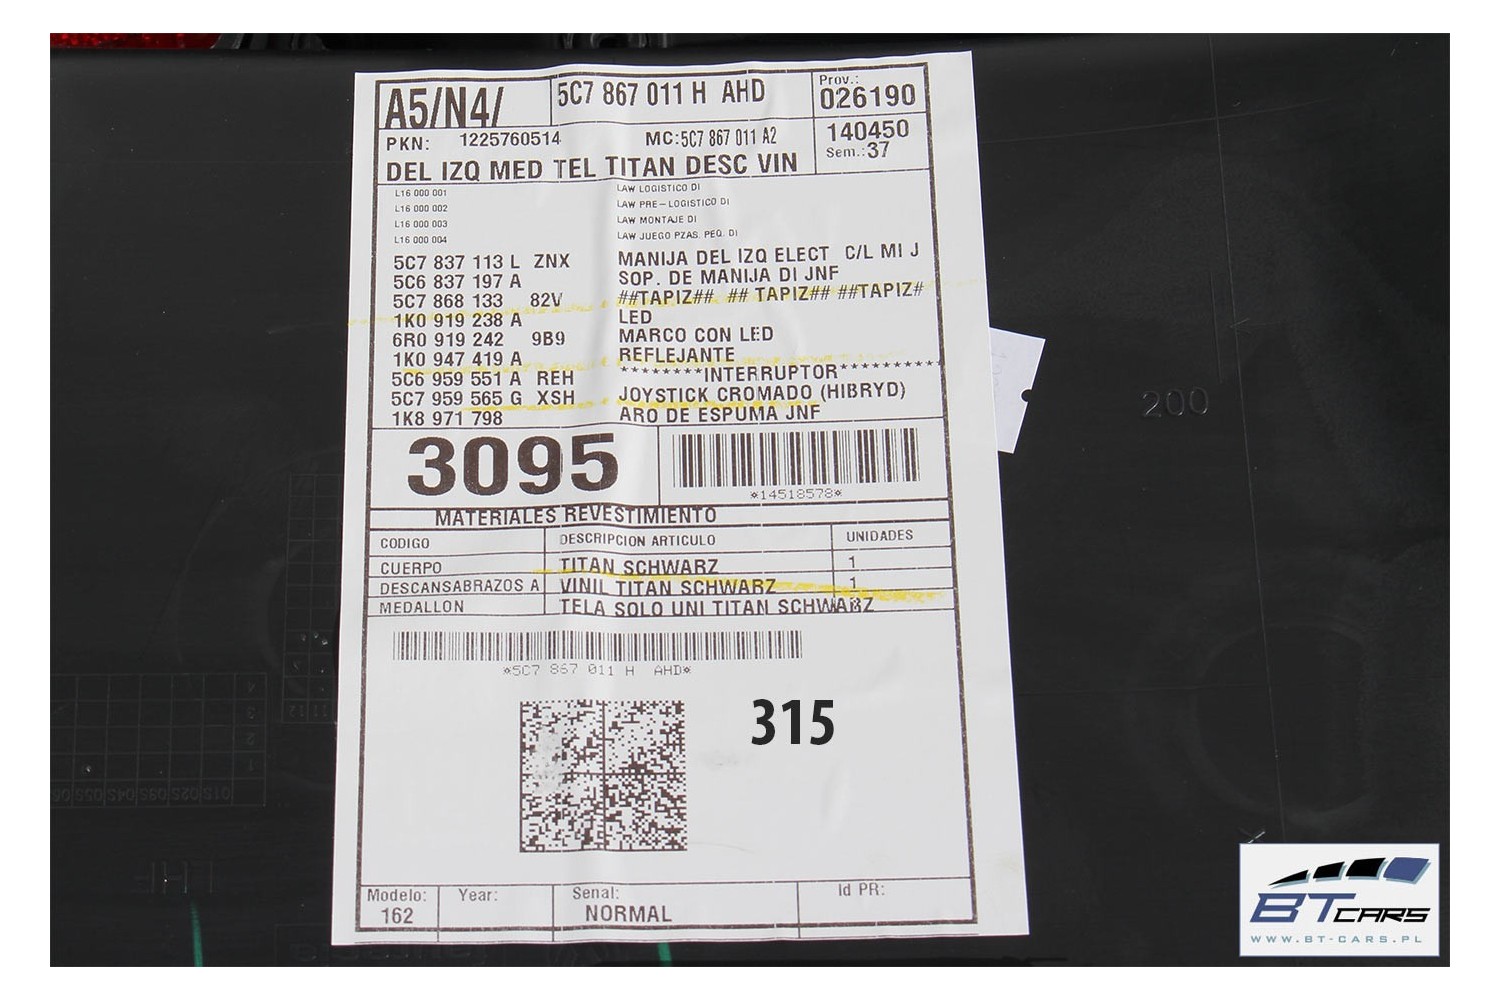 A5/N4/
5C7 867 011 H AHD
Prov.:
026190
PKN: 1225760514
MC:5C7 867 011 A2
140450
Sem.:37
DEL IZQ MED TEL TITAN DESC VIN
L16 000 001 LAW LOGISTICO DI
L16 000 002 LAW PRE-LOGISTICO DI
L16 000 003 LAW MONTAJE DI
L16 000 004 LAW JUEGO PZAS. PEQ. DI
5C7 837 113 L ZNX MANIJA DEL IZQ ELECT C/L MI J
5C6 837 197 A SOP. DE MANIJA DI JNF
5C7 868 133 82V ##TAPIZ## ## TAPIZ## ##TAPIZ#
1K0 919 238 A LED
6R0 919 242 9B9 MARCO CON LED
1K0 947 419 A REFLEJANTE
5C6 959 551 A REH ********INTERRUPTOR**********
5C7 959 565 G XSH JOYSTICK CROMADO (HIBRYD)
1K8 971 798 ARO DE ESPUMA JNF
3095
*14518578*
MATERIALES REVESTIMIENTO
CODIGO DESCRIPCION ARTICULO UNIDADES
CUERPO TITAN SCHWARZ 1
DESCANSABRAZOS A VINIL TITAN SCHWARZ 1
MEDALLON TELA SOLO UNI TITAN SCHWARZ
*5C7 867 011 H AHD*
315
Modelo: 162
Year:
Senal: NORMAL
Id PR:
200
BT CARS
WWW.BT-CARS.PL